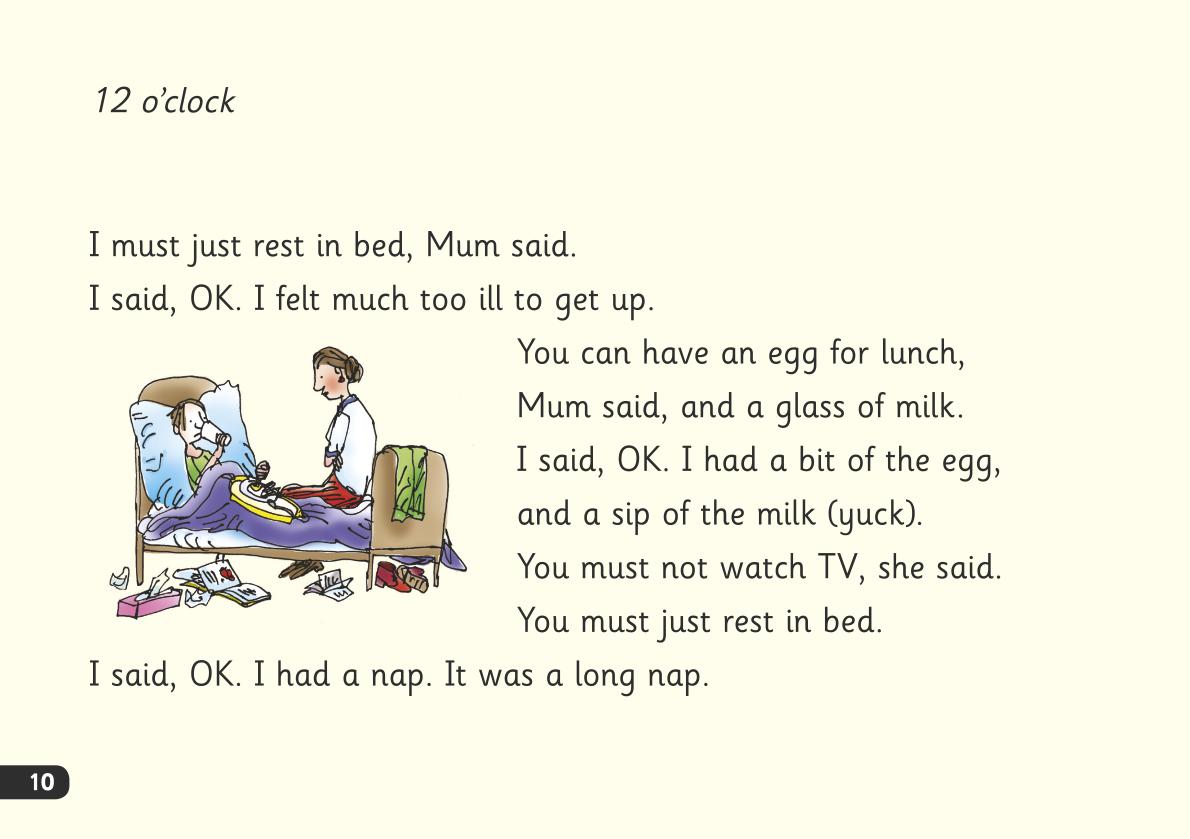 12 o’clock
I must just rest in bed, Mum said.
I said, OK. I felt much too ill to get up.
You can have an egg for lunch,
Mum said, and a glass of milk.
I said, OK. I had a bit of the egg,
and a sip of the milk (yuck).
You must not watch TV, she said.
You must just rest in bed.
I said, OK. I had a nap. It was a long nap.
10